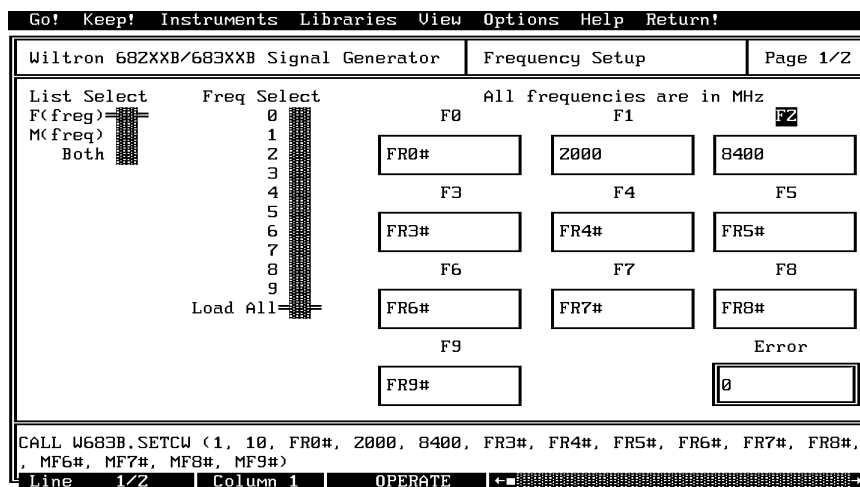 Go! Keep! Instruments Libraries View Options Help Return!
Wiltron 682XXB/683XXB Signal Generator Frequency Setup Page 1/2
List Select Freq Select All frequencies are in MHz
F(freg) 0 F0 F1 F2
M(freq) 1
Both 2 FR0# 2000 8400
3
4 F3 F4 F5
5
6 FR3# FR4# FR5#
7
8 F6 F7 F8
9
Load All FR6# FR7# FR8#
F9 Error
FR9# 0
CALL W683B.SETCW (1, 10, FR0#, 2000, 8400, FR3#, FR4#, FR5#, FR6#, FR7#, FR8#,
, MF6#, MF7#, MF8#, MF9#)
Line 1/2 Column 1 OPERATE